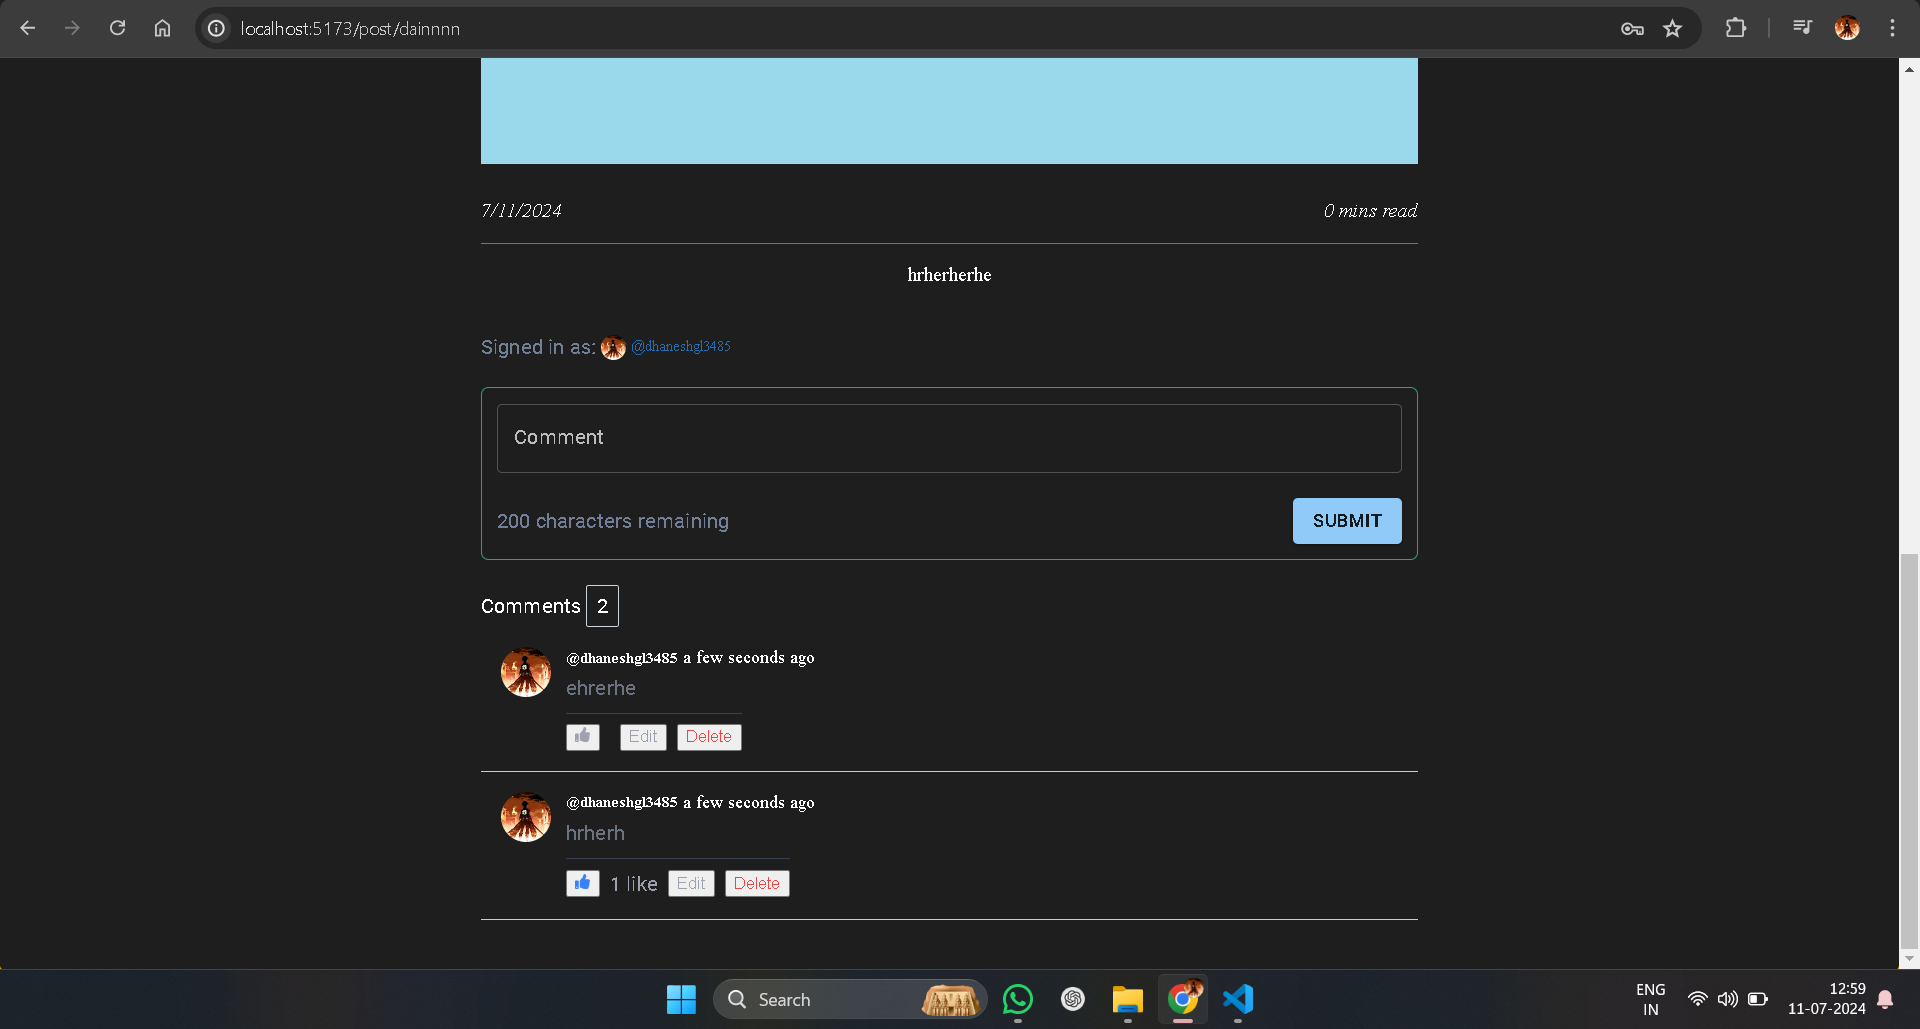 localhost:5173/post/dainnnn
7/11/2024
0 mins read
hrherherhe
Signed in as: @dhaneshgl3485
Comment
200 characters remaining
SUBMIT
Comments 2
@dhaneshgl3485 a few seconds ago
ehrerhe
Edit Delete
@dhaneshgl3485 a few seconds ago
hrherh
1 like Edit Delete
Search
ENG
IN
12:59
11-07-2024